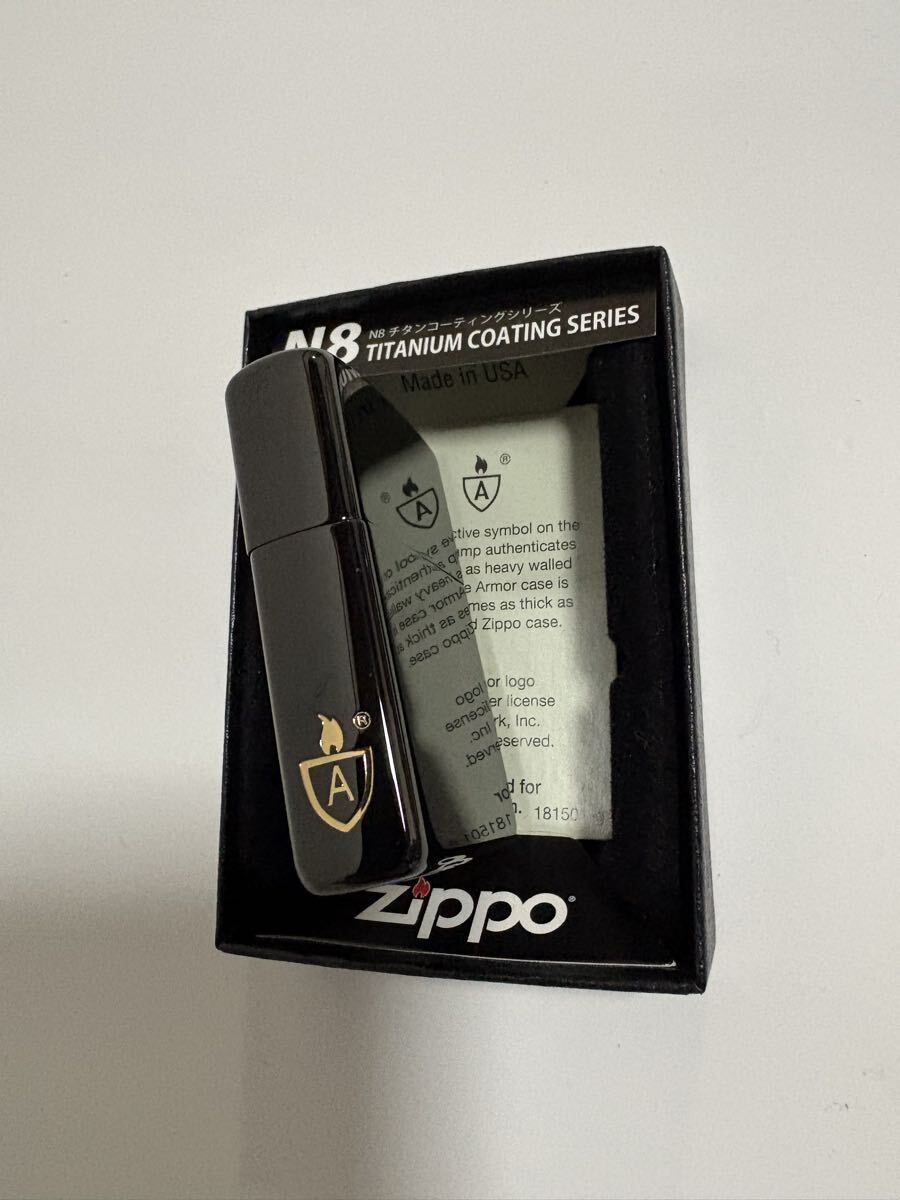 N8 N8 チタンコーティングシリーズ
TITANIUM COATING SERIES
Made in USA
A ®
ctive symbol on the
mp authenticates
as heavy walled
e Armor case is
mes as thick as
d Zippo case.
or logo
er license
rk, Inc.
eserved.
d for
18150
A ®
zippo